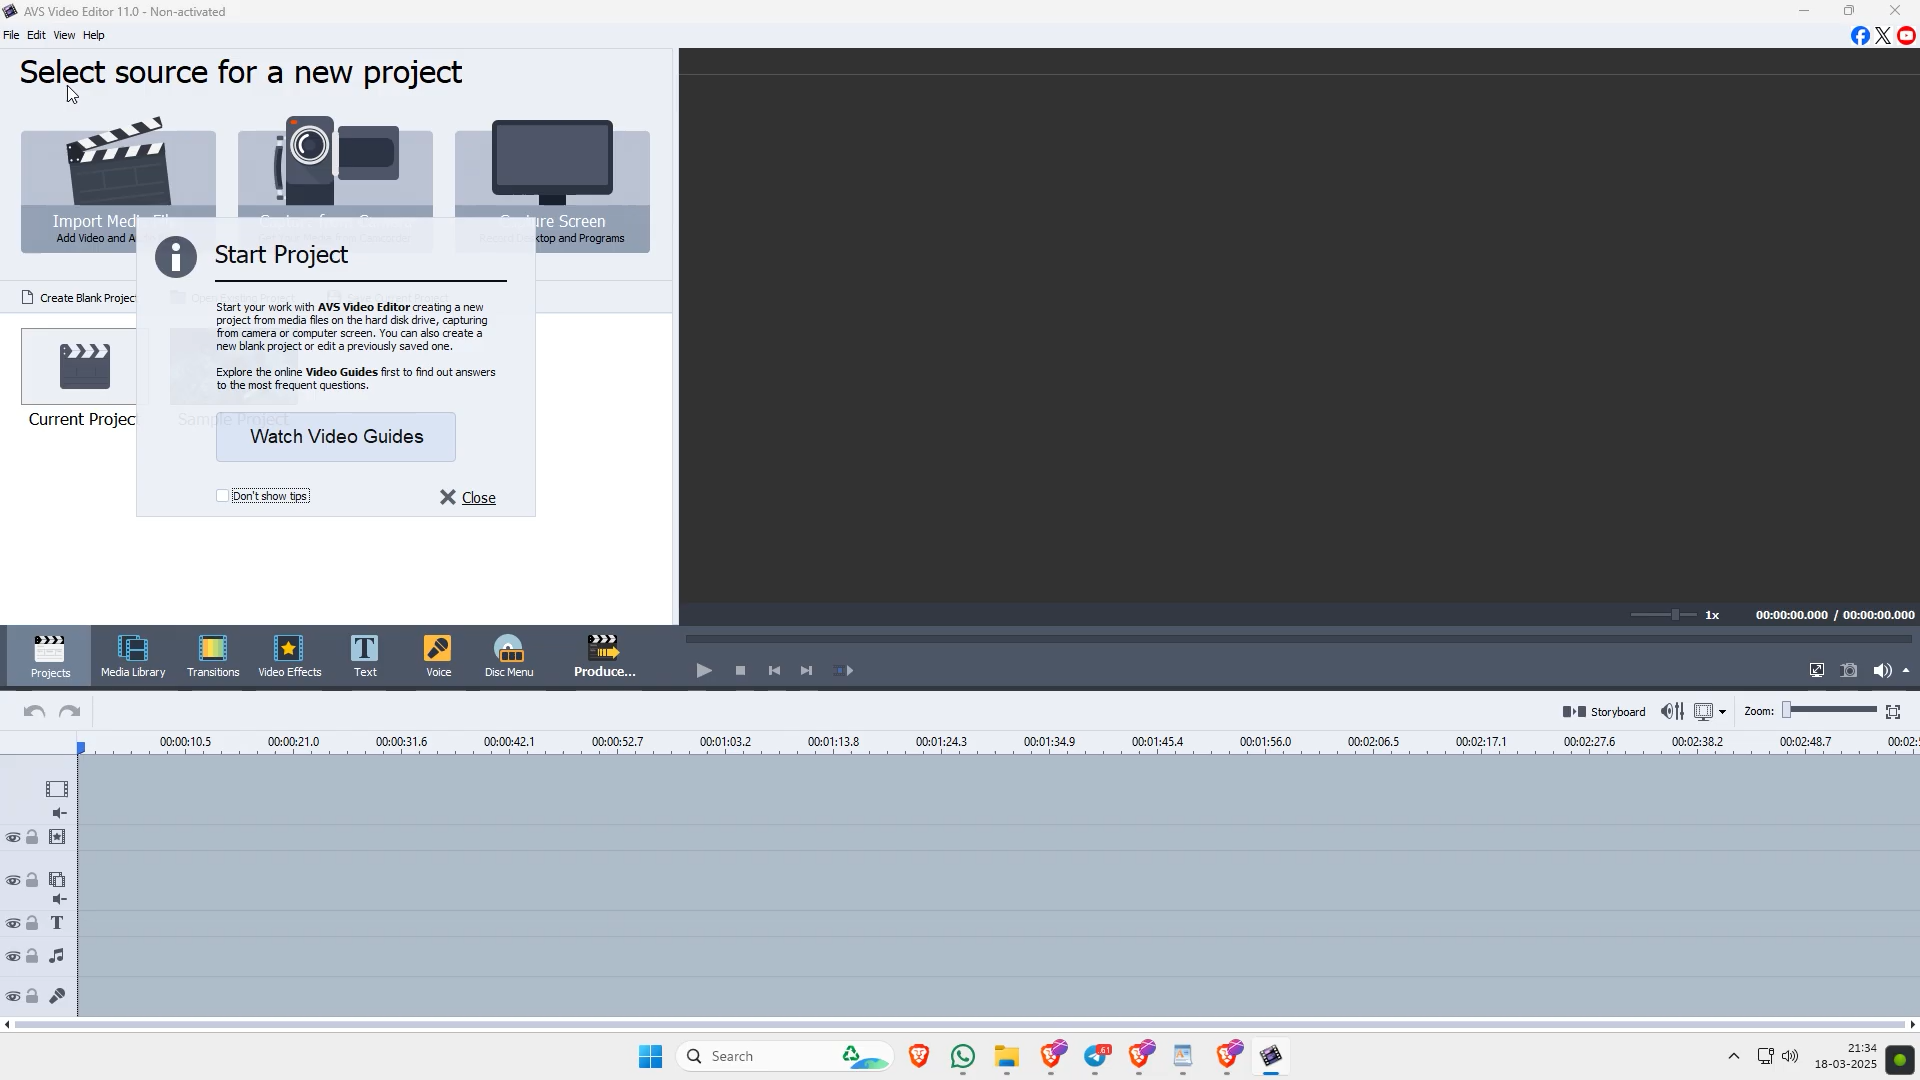 AVS Video Editor 11.0 - Non-activated
File Edit View Help
Select source for a new project
Import Medi
Capture Screen
Add Video and A
Desktop and Programs
Start Project
Create Blank Project
Start your work with AVS Video Editor creating a new
project from media files on the hard disk drive, capturing
from camera or computer screen. You can also create a
new blank project or edit a previously saved one.
Explore the online Video Guides first to find out answers
to the most frequent questions.
Current Project
Sample Project
Watch Video Guides
Don't show tips
Close
1x 00:00:00.000 / 00:00:00.000
Projects Media Library Transitions Video Effects Text Voice Disc Menu Produce...
Storyboard Zoom:
00:00:10.5 00:00:21.0 00:00:31.6 00:00:42.1 00:00:52.7 00:01:03.2 00:01:13.8 00:01:24.3 00:01:34.9 00:01:45.4 00:01:56.0 00:02:06.5 00:02:17.1 00:02:27.6 00:02:38.2 00:02:48.7 00:02:
T
Search
61
21:34
18-03-2025